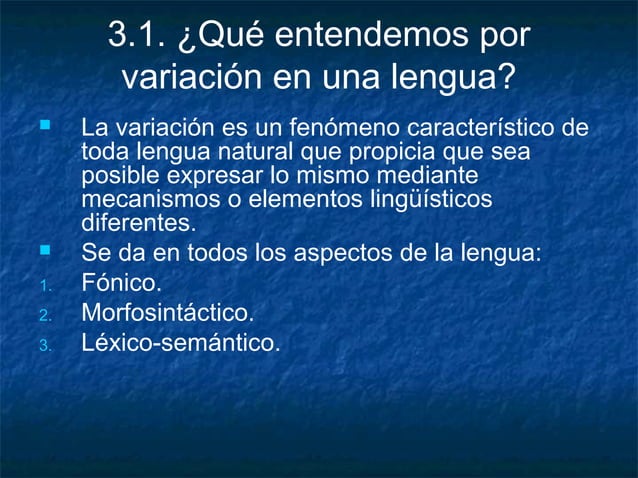 3.1. ¿Qué entendemos por
variación en una lengua?
La variación es un fenómeno característico de
toda lengua natural que propicia que sea
posible expresar lo mismo mediante
mecanismos o elementos lingüísticos
diferentes.
Se da en todos los aspectos de la lengua:
1. Fónico.
2. Morfosintáctico.
3. Léxico-semántico.